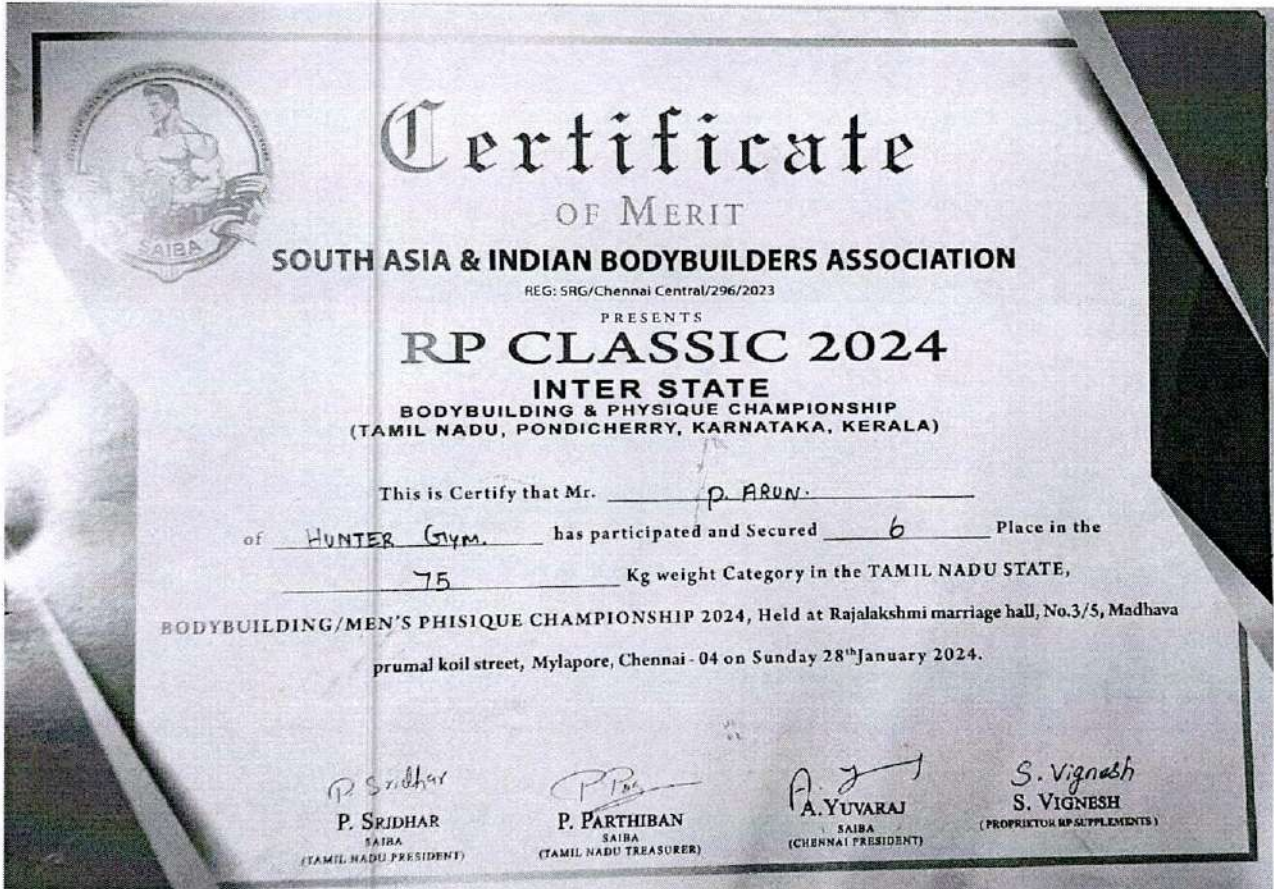 SAIBA
Certificate
OF MERIT
SOUTH ASIA & INDIAN BODYBUILDERS ASSOCIATION
REG: SRG/Chennai Central/296/2023
PRESENTS
RP CLASSIC 2024
INTER STATE
BODYBUILDING & PHYSIQUE CHAMPIONSHIP
(TAMIL NADU, PONDICHERRY, KARNATAKA, KERALA)
This is Certify that Mr. P. ARUN.
of HUNTER GYM. has participated and Secured 6 Place in the
75 Kg weight Category in the TAMIL NADU STATE,
BODYBUILDING/MEN'S PHISIQUE CHAMPIONSHIP 2024, Held at Rajalakshmi marriage hall, No.3/5, Madhava
prumal koil street, Mylapore, Chennai - 04 on Sunday 28th January 2024.
P. Sridhar
P. SRIDHAR
SAIBA
(TAMIL NADU PRESIDENT)
P. PARTHIBAN
SAIBA
(TAMIL NADU TREASURER)
A. YUVARAJ
SAIBA
(CHENNAI PRESIDENT)
S. Vignesh
S. VIGNESH
(PROPRIETOR RP SUPPLEMENTS)